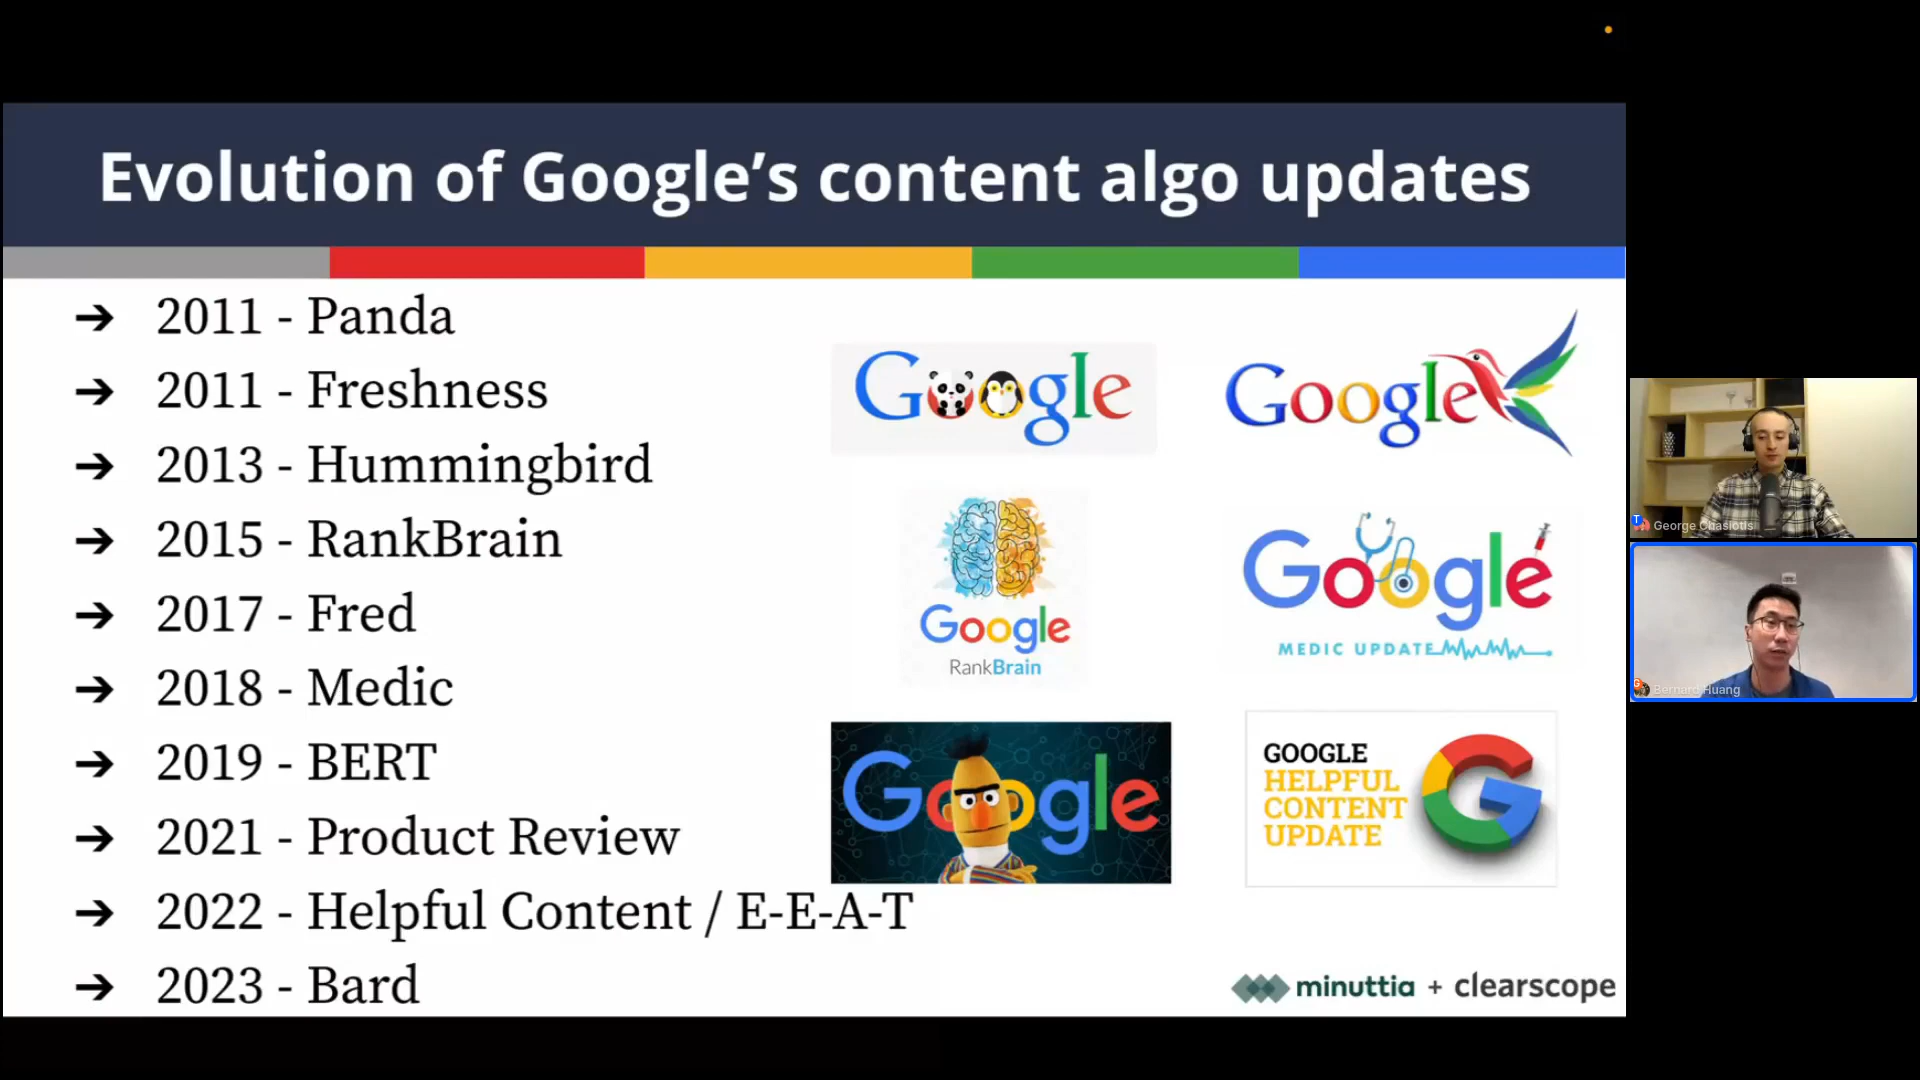 Evolution of Google’s content algo updates
➔ 2011 - Panda
➔ 2011 - Freshness
➔ 2013 - Hummingbird
➔ 2015 - RankBrain
➔ 2017 - Fred
➔ 2018 - Medic
➔ 2019 - BERT
➔ 2021 - Product Review
➔ 2022 - Helpful Content / E-E-A-T
➔ 2023 - Bard
Google
Google
Google
RankBrain
Google
MEDIC UPDATE
Google
GOOGLE
HELPFUL
CONTENT
UPDATE
G
minuttia + clearscope
George Chasiotis
Bernard Huang